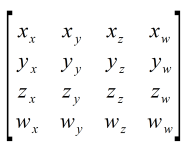 x_x x_y x_z x_w
y_x y_y y_z y_w
z_x z_y z_z z_w
w_x w_y w_z w_w